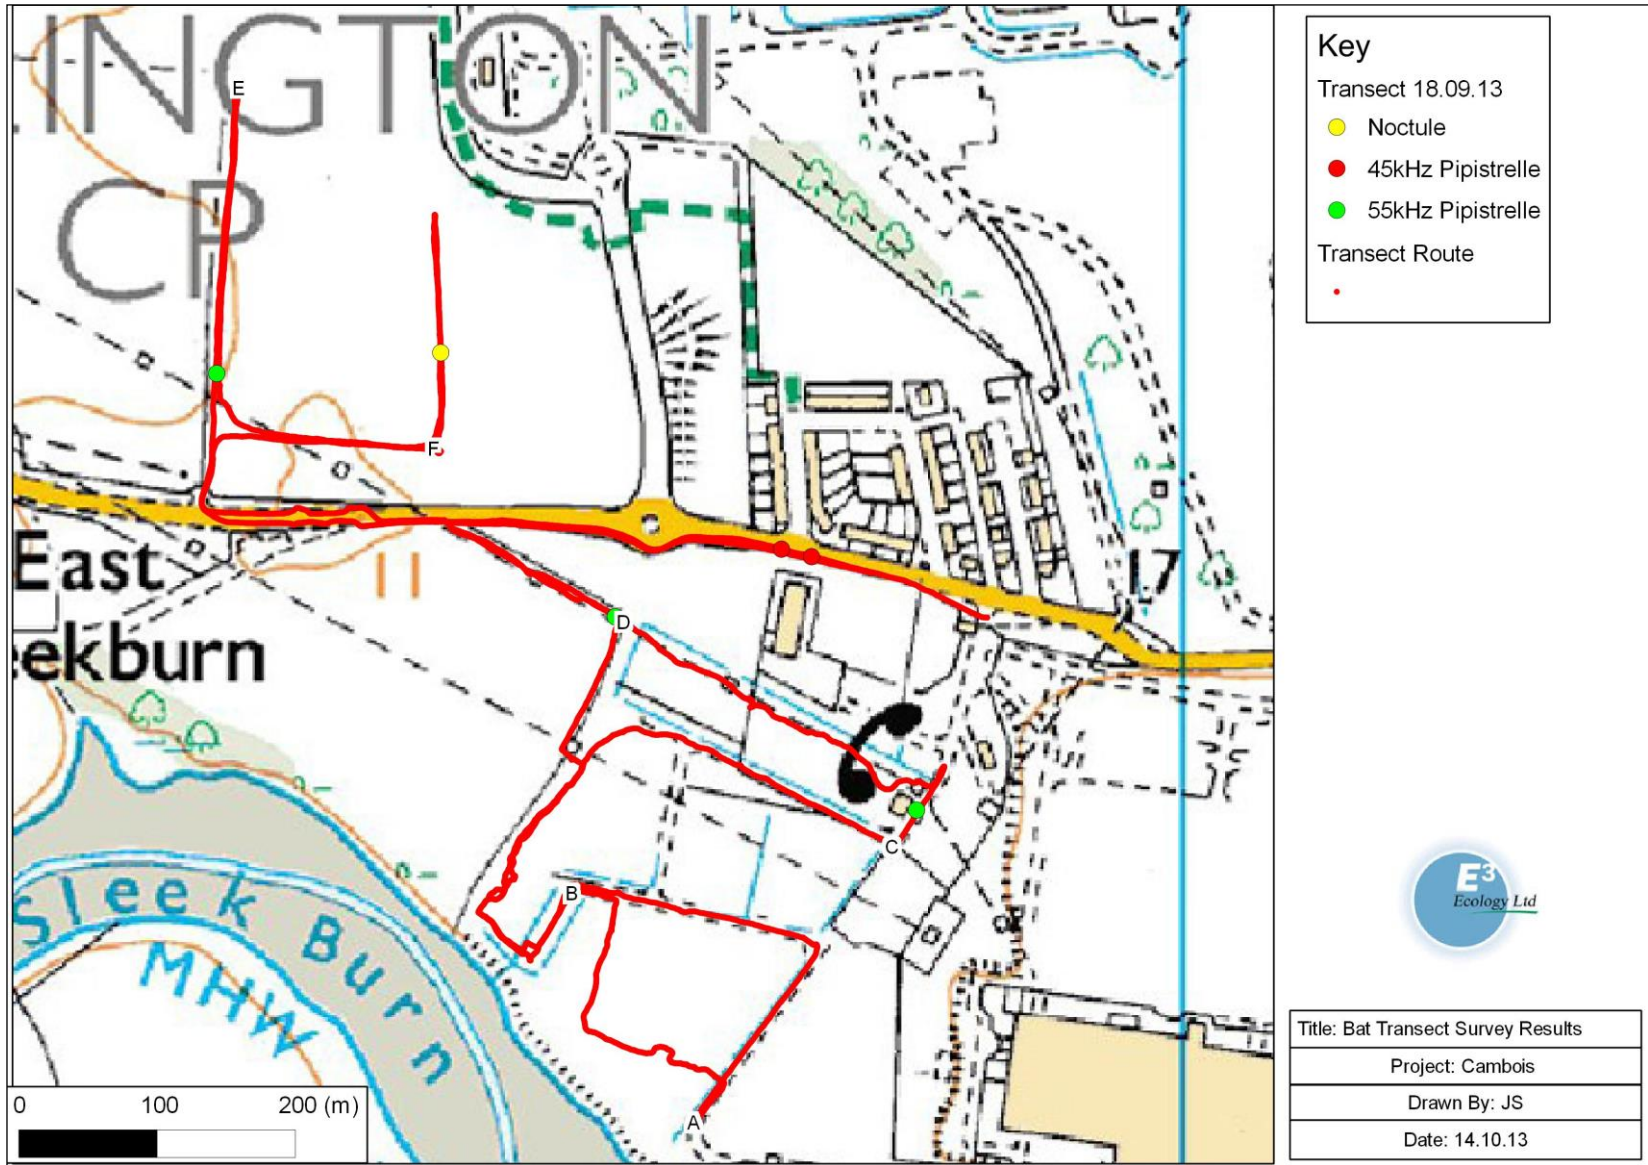 LINGTON
CP
E
F
East
eekburn
11
17
D
C
B
A
Sleek Burn
MHW
0 100 200 (m)
Key
Transect 18.09.13
Noctule
45kHz Pipistrelle
55kHz Pipistrelle
Transect Route
E³
Ecology Ltd
Title: Bat Transect Survey Results
Project: Cambois
Drawn By: JS
Date: 14.10.13